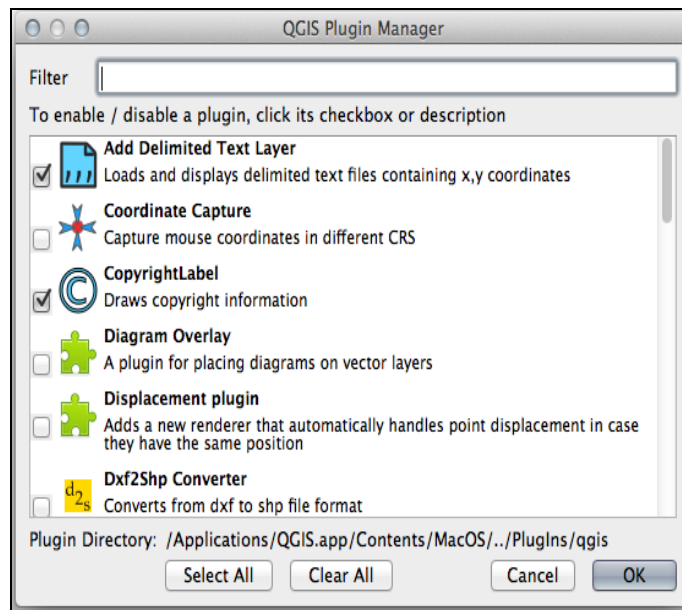 QGIS Plugin Manager
Filter
To enable / disable a plugin, click its checkbox or description
Add Delimited Text Layer
Loads and displays delimited text files containing x,y coordinates
Coordinate Capture
Capture mouse coordinates in different CRS
CopyrightLabel
Draws copyright information
Diagram Overlay
A plugin for placing diagrams on vector layers
Displacement plugin
Adds a new renderer that automatically handles point displacement in case
they have the same position
d2s
Dxf2Shp Converter
Converts from dxf to shp file format
Plugin Directory: /Applications/QGIS.app/Contents/MacOS/../PlugIns/qgis
Select All Clear All Cancel OK